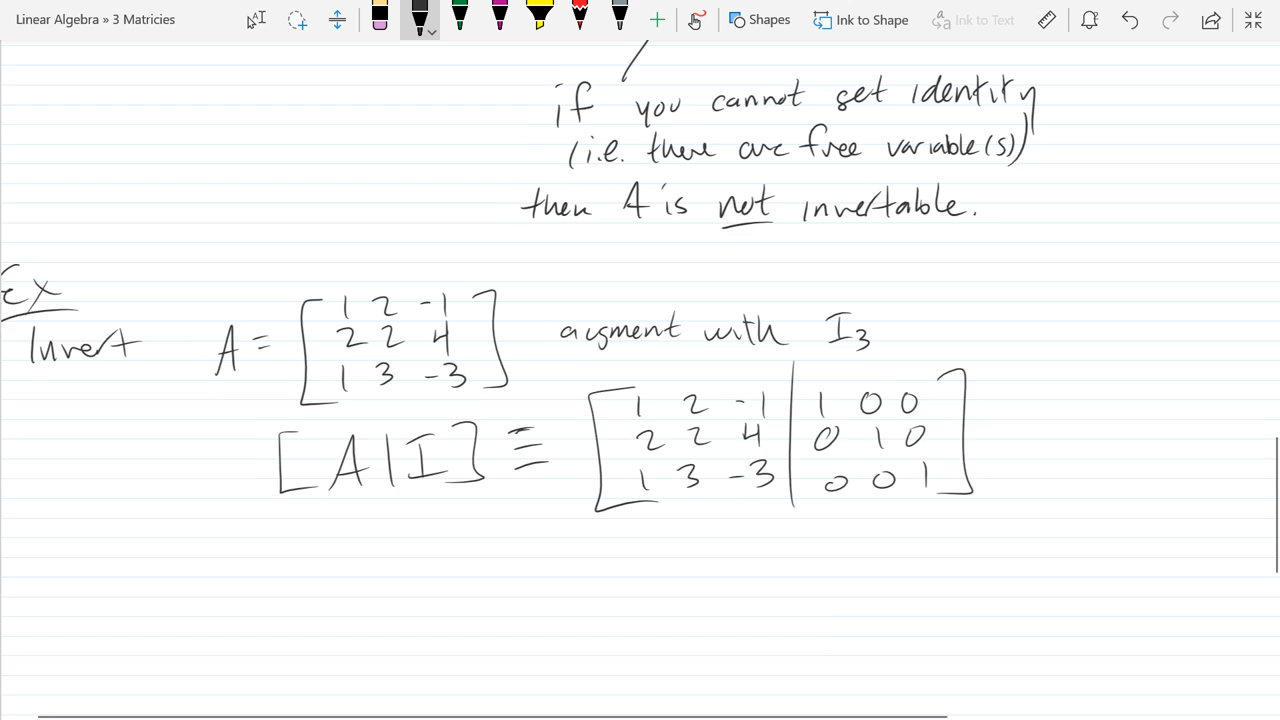 Linear Algebra » 3 Matricies
Shapes
Ink to Shape
Ink to Text
if you cannot get identity
(i.e. there are free variable(s))
then A is not invertable.
Ex
Invert A = [ 1 2 -1 augment with I₃
2 2 4
1 3 -3 ]
[ A | I ] ≡ [ 1 2 -1 | 1 0 0
2 2 4 | 0 1 0
1 3 -3 | 0 0 1 ]